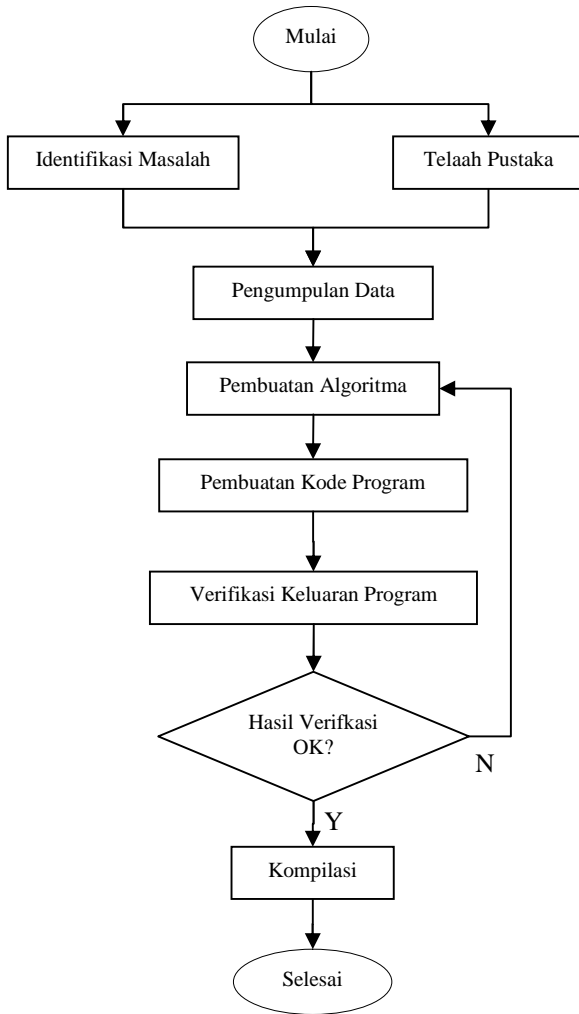 Mulai
Identifikasi Masalah
Telaah Pustaka
Pengumpulan Data
Pembuatan Algoritma
Pembuatan Kode Program
Verifikasi Keluaran Program
Hasil Verifkasi
OK?
N
Y
Kompilasi
Selesai